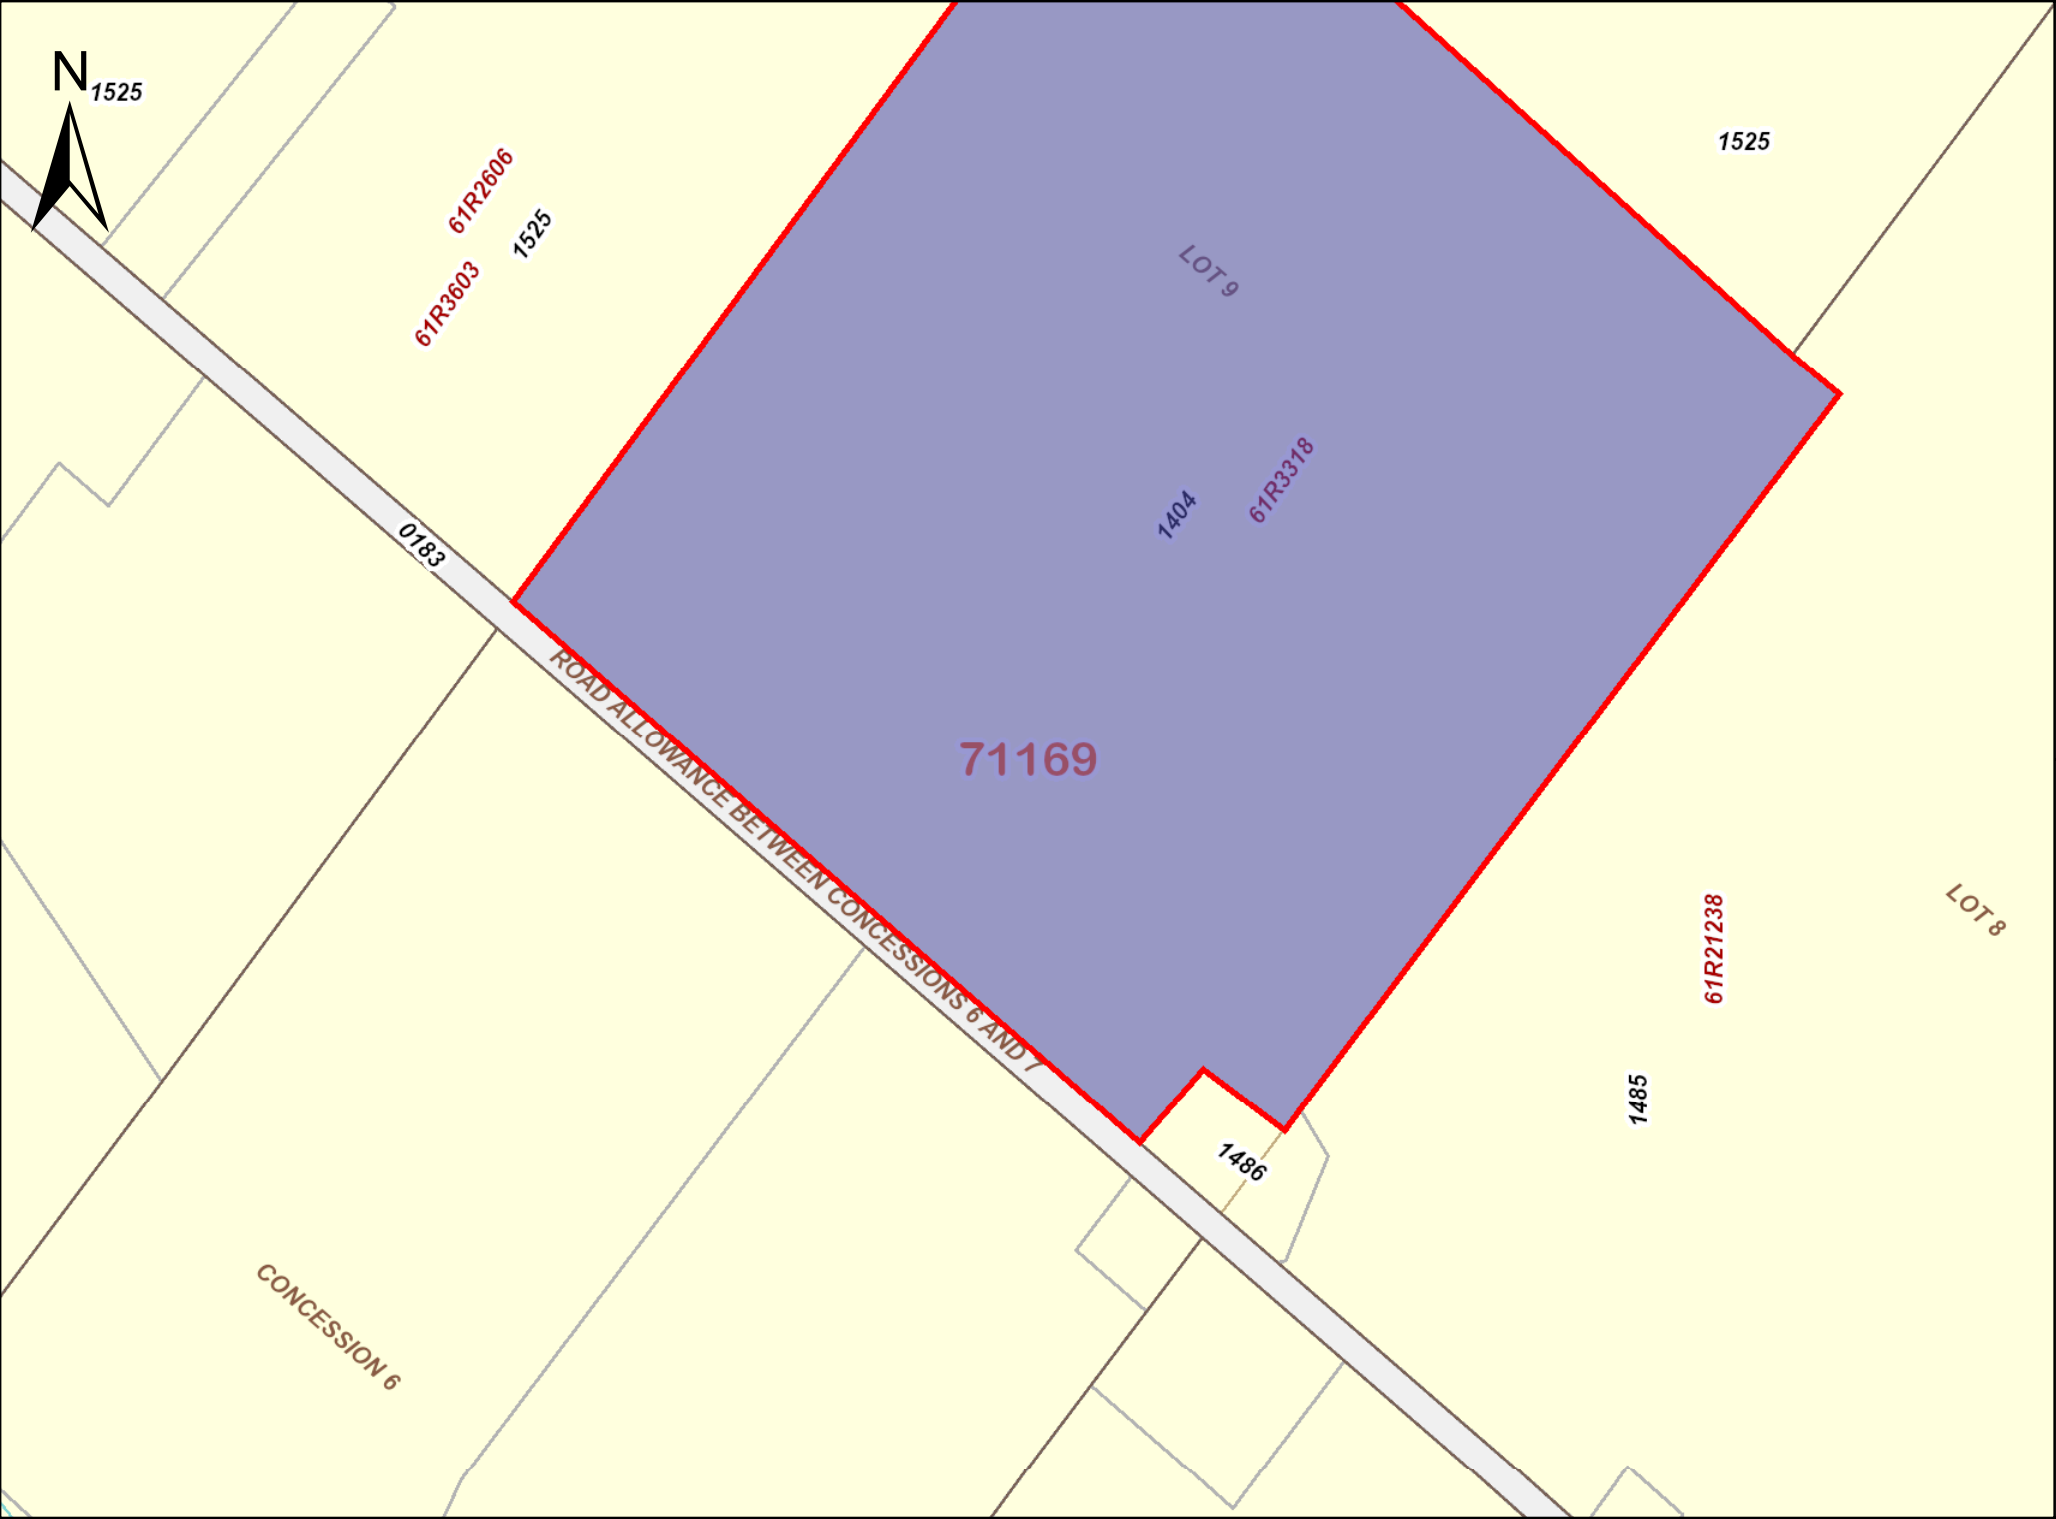 N
1525
1525
61R2606
1525
61R3603
LOT 9
61R3318
1404
0183
ROAD ALLOWANCE BETWEEN CONCESSIONS 6 AND 7
71169
LOT 8
61R21238
1485
1486
CONCESSION 6